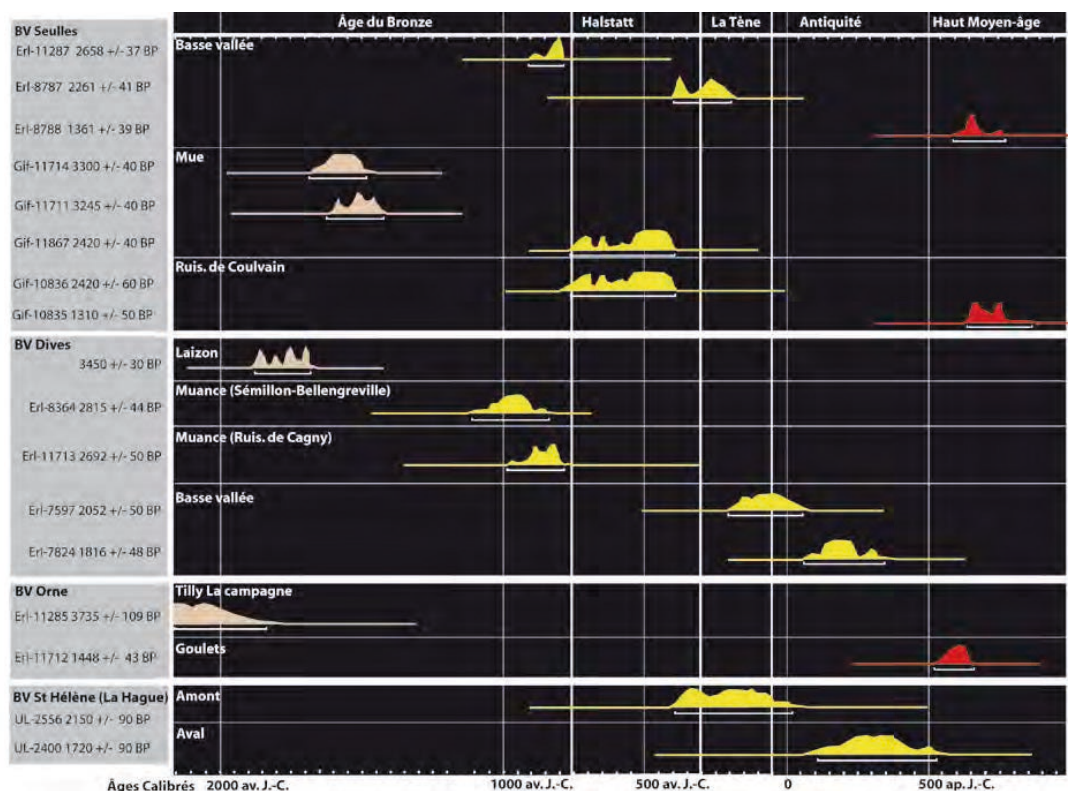 Âge du Bronze Halstatt La Tène Antiquité Haut Moyen-âge
BV Seulles
Basse vallée
Erl-11287 2658 +/- 37 BP
Erl-8787 2261 +/- 41 BP
Erl-8788 1361 +/- 39 BP
Mue
Gif-11714 3300 +/- 40 BP
Gif-11711 3245 +/- 40 BP
Gif-11867 2420 +/- 40 BP
Ruis. de Coulvain
Gif-10836 2420 +/- 60 BP
Gif-10835 1310 +/- 50 BP
BV Dives
Laizon
3450 +/- 30 BP
Muance (Sémillon-Bellengreville)
Erl-8364 2815 +/- 44 BP
Muance (Ruis. de Cagny)
Erl-11713 2692 +/- 50 BP
Basse vallée
Erl-7597 2052 +/- 50 BP
Erl-7824 1816 +/- 48 BP
BV Orne
Tilly La campagne
Erl-11285 3735 +/- 109 BP
Goulets
Erl-11712 1448 +/- 43 BP
BV St Hélène (La Hague)
Amont
UL-2556 2150 +/- 90 BP
Aval
UL-2400 1720 +/- 90 BP
Âges Calibrés 2000 av. J.-C. 1000 av. J.-C. 500 av. J.-C. 0 500 ap. J.-C.